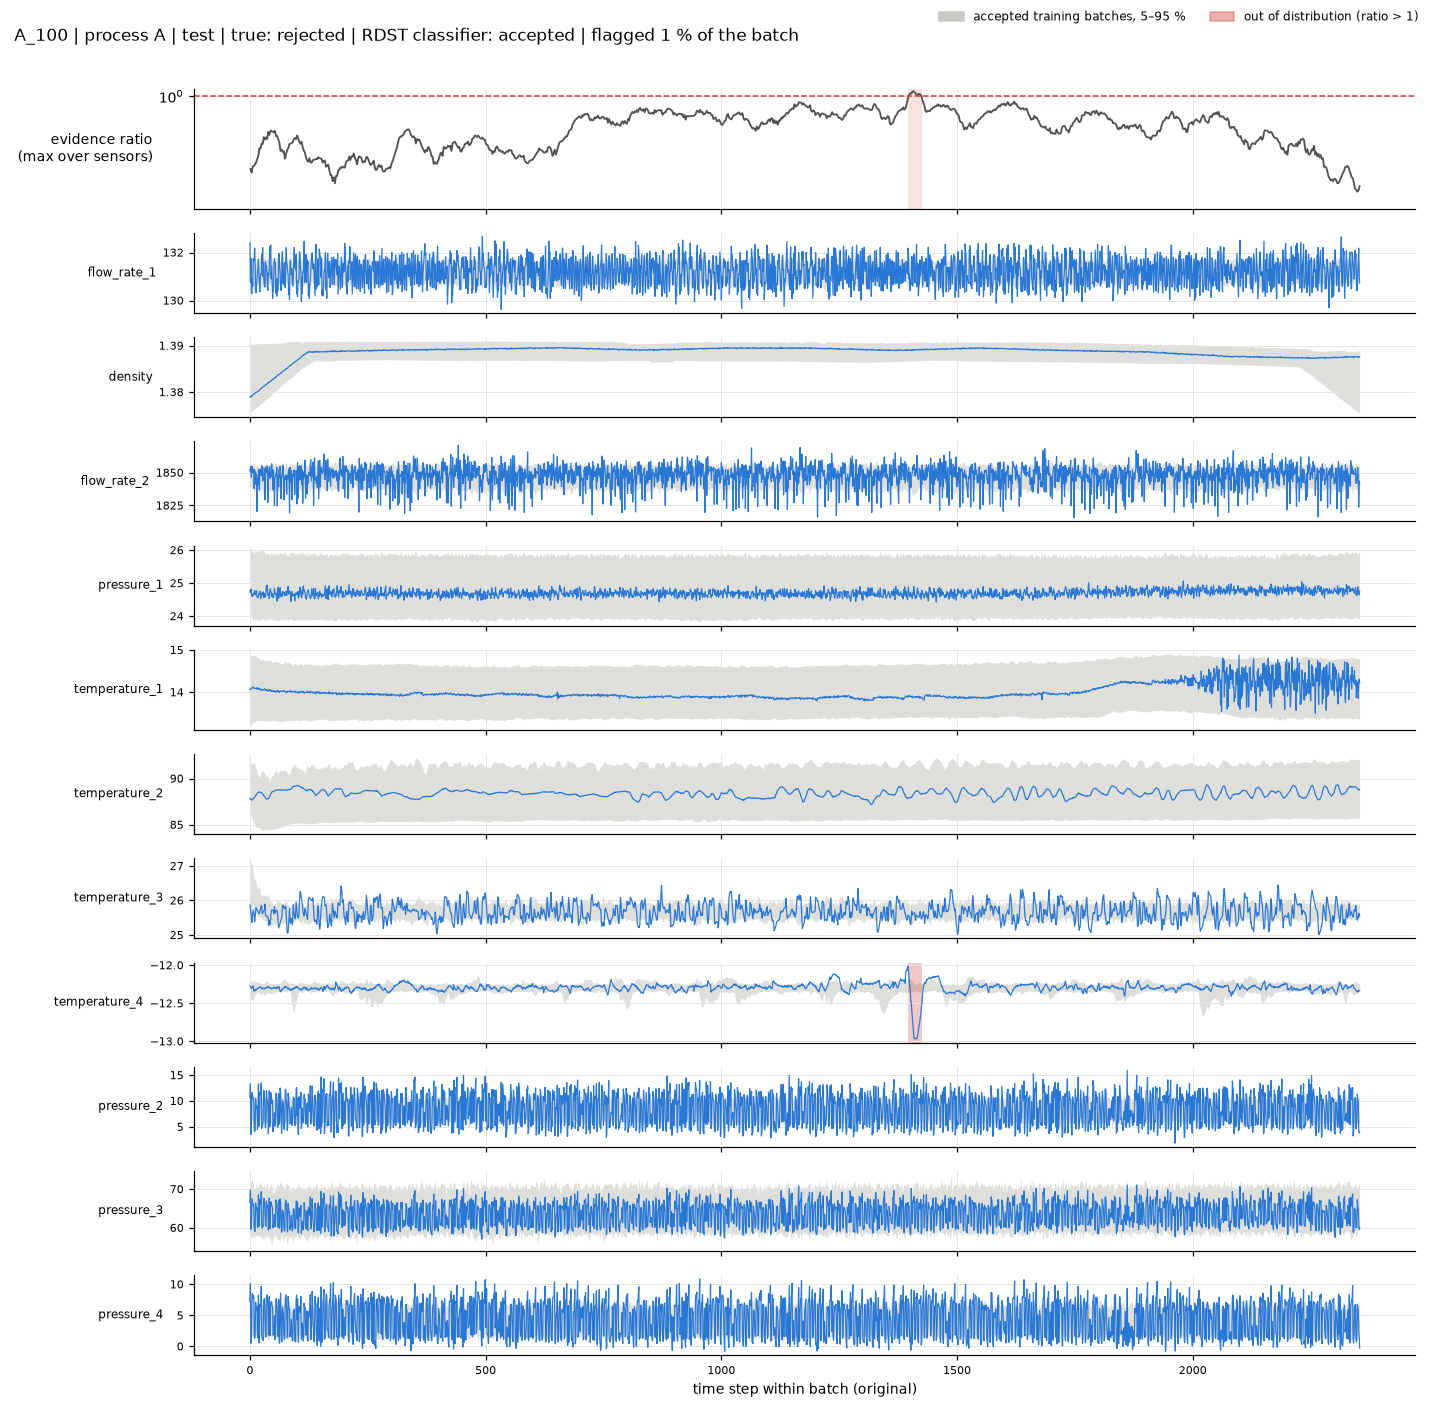 accepted training batches, 5–95 %
out of distribution (ratio > 1)
A_100 | process A | test | true: rejected | RDST classifier: accepted | flagged 1 % of the batch
10⁰
evidence ratio
(max over sensors)
132
flow_rate_1
130
1.39
density
1.38
1850
flow_rate_2
1825
26
pressure_1
25
24
15
temperature_1
14
90
temperature_2
85
27
temperature_3
26
25
−12.0
temperature_4
−12.5
−13.0
15
pressure_2
10
5
70
pressure_3
60
10
pressure_4
5
0
0
500
1000
1500
2000
time step within batch (original)